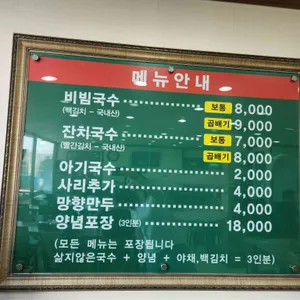 메뉴안내
비빔국수 보통 8,000
(백김치 - 국내산) 곱배기 9,000
잔치국수 보통 7,000
(빨간김치 - 국내산) 곱배기 8,000
아기국수 2,000
사리추가 4,000
망향만두 4,000
양념포장 (3인분) 18,000
(모든 메뉴는 포장됩니다
삶지않은국수 + 양념 + 야채,백김치 = 3인분)